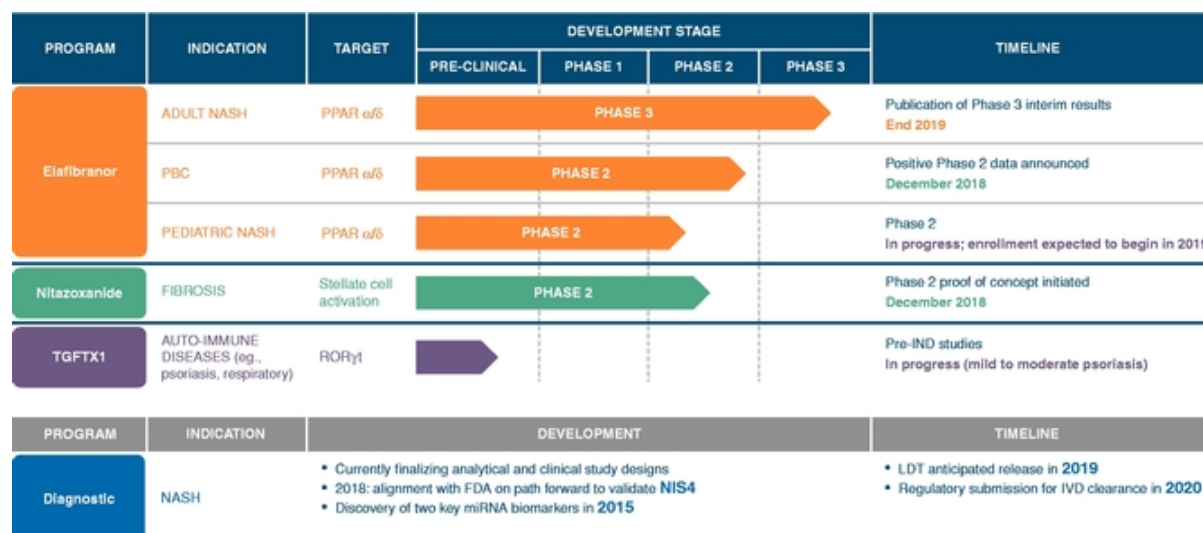 PROGRAM
INDICATION
TARGET
DEVELOPMENT STAGE
PRE-CLINICAL
PHASE 1
PHASE 2
PHASE 3
TIMELINE
Elafibranor
ADULT NASH
PPAR α/δ
PHASE 3
Publication of Phase 3 interim results
End 2019
PBC
PPAR α/δ
PHASE 2
Positive Phase 2 data announced
December 2018
PEDIATRIC NASH
PPAR α/δ
PHASE 2
Phase 2
In progress; enrollment expected to begin in 2019
Nitazoxanide
FIBROSIS
Stellate cell
activation
PHASE 2
Phase 2 proof of concept initiated
December 2018
TGFTX1
AUTO-IMMUNE
DISEASES (eg.,
psoriasis, respiratory)
RORγt
Pre-IND studies
In progress (mild to moderate psoriasis)
PROGRAM
INDICATION
DEVELOPMENT
TIMELINE
Diagnostic
NASH
• Currently finalizing analytical and clinical study designs
• 2018: alignment with FDA on path forward to validate NIS4
• Discovery of two key miRNA biomarkers in 2015
• LDT anticipated release in 2019
• Regulatory submission for IVD clearance in 2020